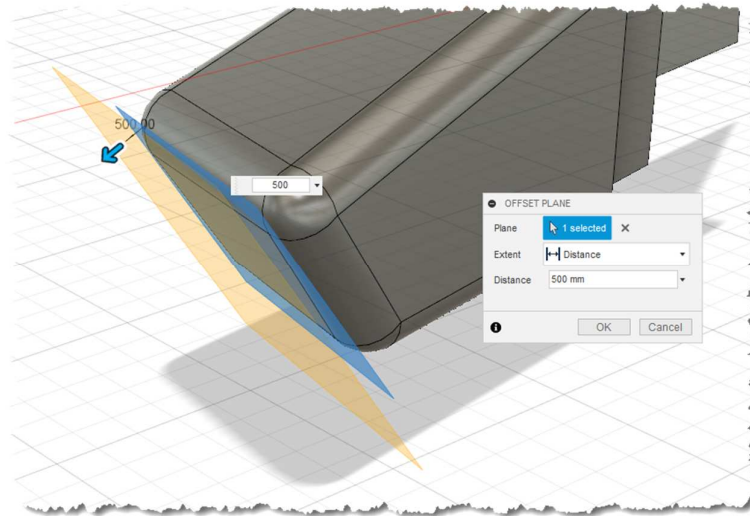 500.00
500
OFFSET PLANE
Plane 1 selected
Extent Distance
Distance 500 mm
OK Cancel